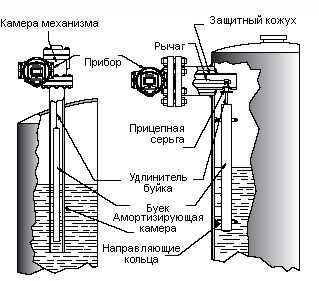 Камера механизма
Защитный кожух
Рычаг
Прибор
Прицепная
серьга
Удлинитель
буйка
Буек
Амортизирующая
камера
Направляющие
кольца